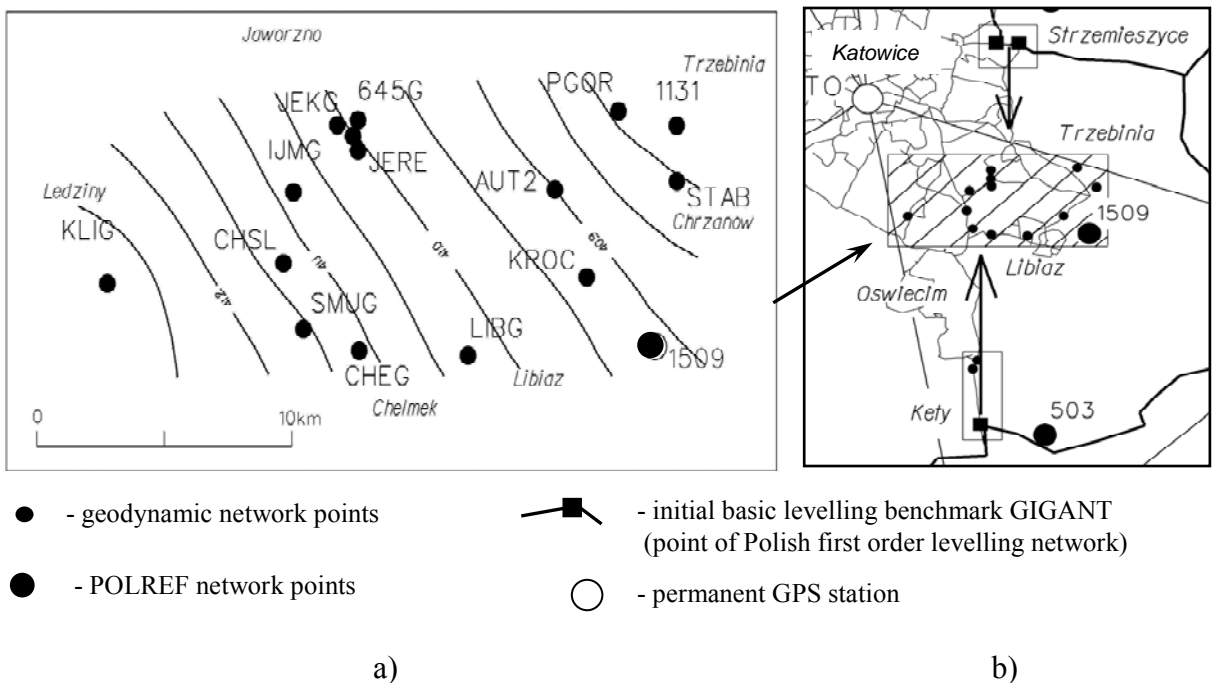 Jaworzno
Trzebinia
PGOR
1131
JEKG
645G
IJMG
JERE
AUT2
STAB
Chrzanow
Ledziny
KLIG
CHSL
KROC
SMUG
LIBG
1509
CHEG
Libiaz
Chelmek
0
10km
Katowice
Strzemieszyce
Trzebinia
1509
Libiaz
Oswiecim
Kety
503
- geodynamic network points
- POLREF network points
- initial basic levelling benchmark GIGANT
(point of Polish first order levelling network)
- permanent GPS station
a)
b)